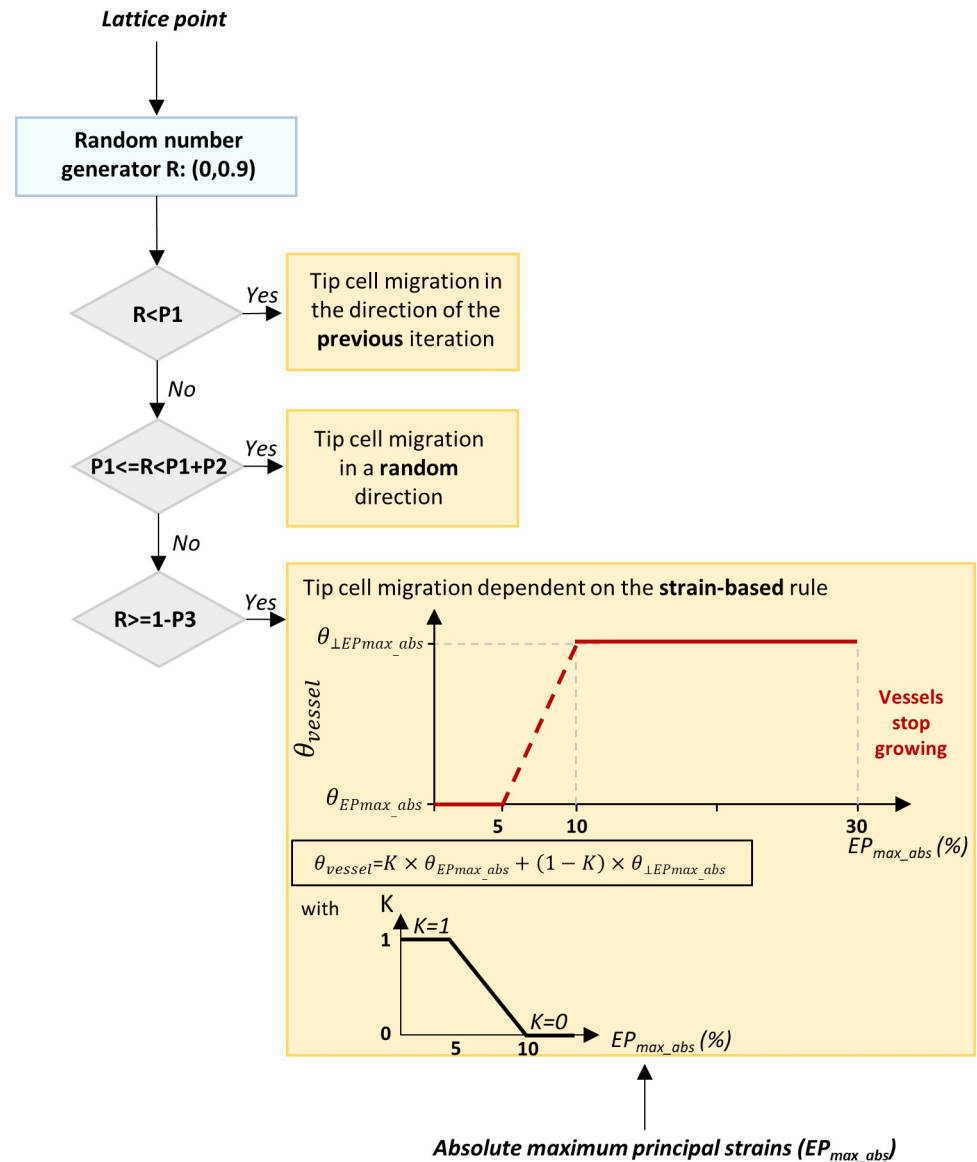 Lattice point
Random number
generator R: (0,0.9)
R<P1
Yes
Tip cell migration in
the direction of the
previous iteration
No
P1<=R<P1+P2
Yes
Tip cell migration
in a random
direction
No
R>=1-P3
Yes
Tip cell migration dependent on the strain-based rule
θ⊥EPmax_abs
θvessel
Vessels
stop
growing
θEPmax_abs
5 10 30
EPmax_abs (%)
θvessel=K × θEPmax_abs + (1 − K) × θ⊥EPmax_abs
with K
K=1
1
K=0
0
5 10
EPmax_abs (%)
Absolute maximum principal strains (EPmax_abs)